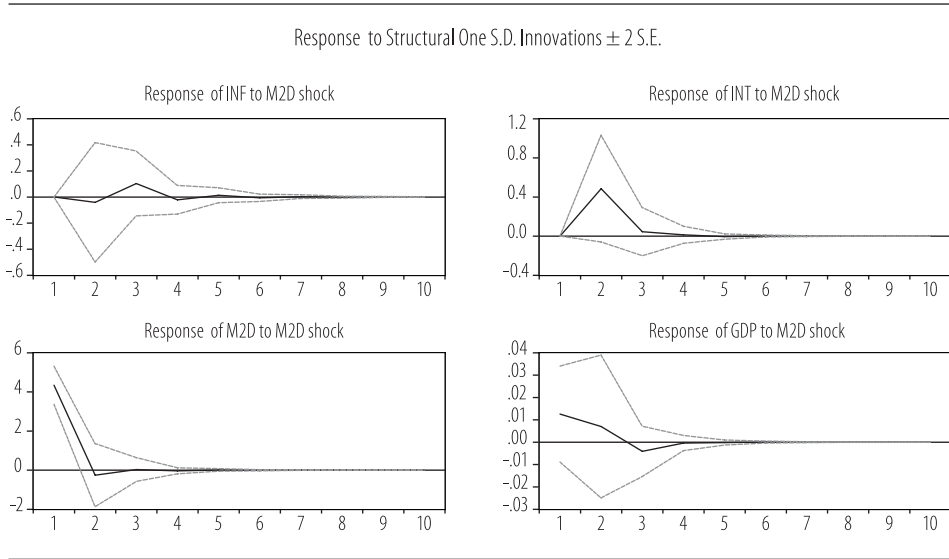 Response to Structural One S.D. Innovations ± 2 S.E.
Response of INF to M2D shock
.6
.4
.2
.0
–.2
–.4
–.6
1 2 3 4 5 6 7 8 9 10
Response of INT to M2D shock
1.2
0.8
0.4
0.0
–0.4
1 2 3 4 5 6 7 8 9 10
Response of M2D to M2D shock
6
4
2
0
–2
1 2 3 4 5 6 7 8 9 10
Response of GDP to M2D shock
.04
.03
.02
.01
.00
–.01
–.02
–.03
1 2 3 4 5 6 7 8 9 10